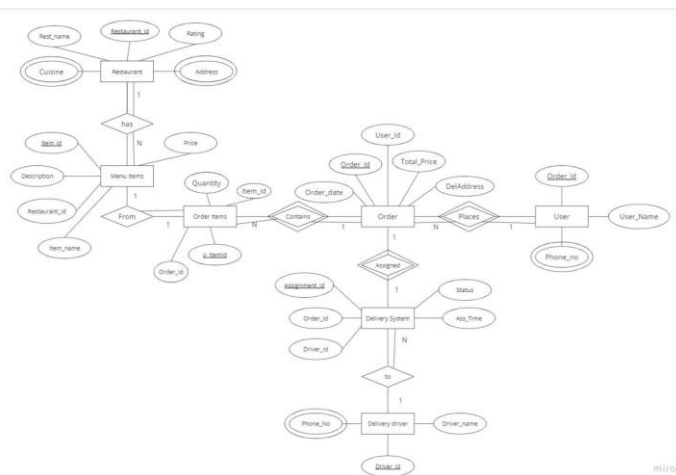 Restaurant_id
Rest_name
Rating
Cuisine
Restaurant
Address
1
has
N
Item_id
Price
Description
Menu Items
Restaurant_id
Item_name
1
From
1
Quantity
Item_id
Order Items
o_itemid
Order_id
N
Contains
1
User_Id
Order_Id
Total_Price
Order_date
DelAddress
Order
N
Places
1
Order_Id
User
User_Name
Phone_no
1
Assigned
1
Assignment_id
Status
Order_id
Delivery System
Ass_Time
Driver_id
N
to
1
Phone_No
Delivery driver
Driver_name
Driver_id
miro